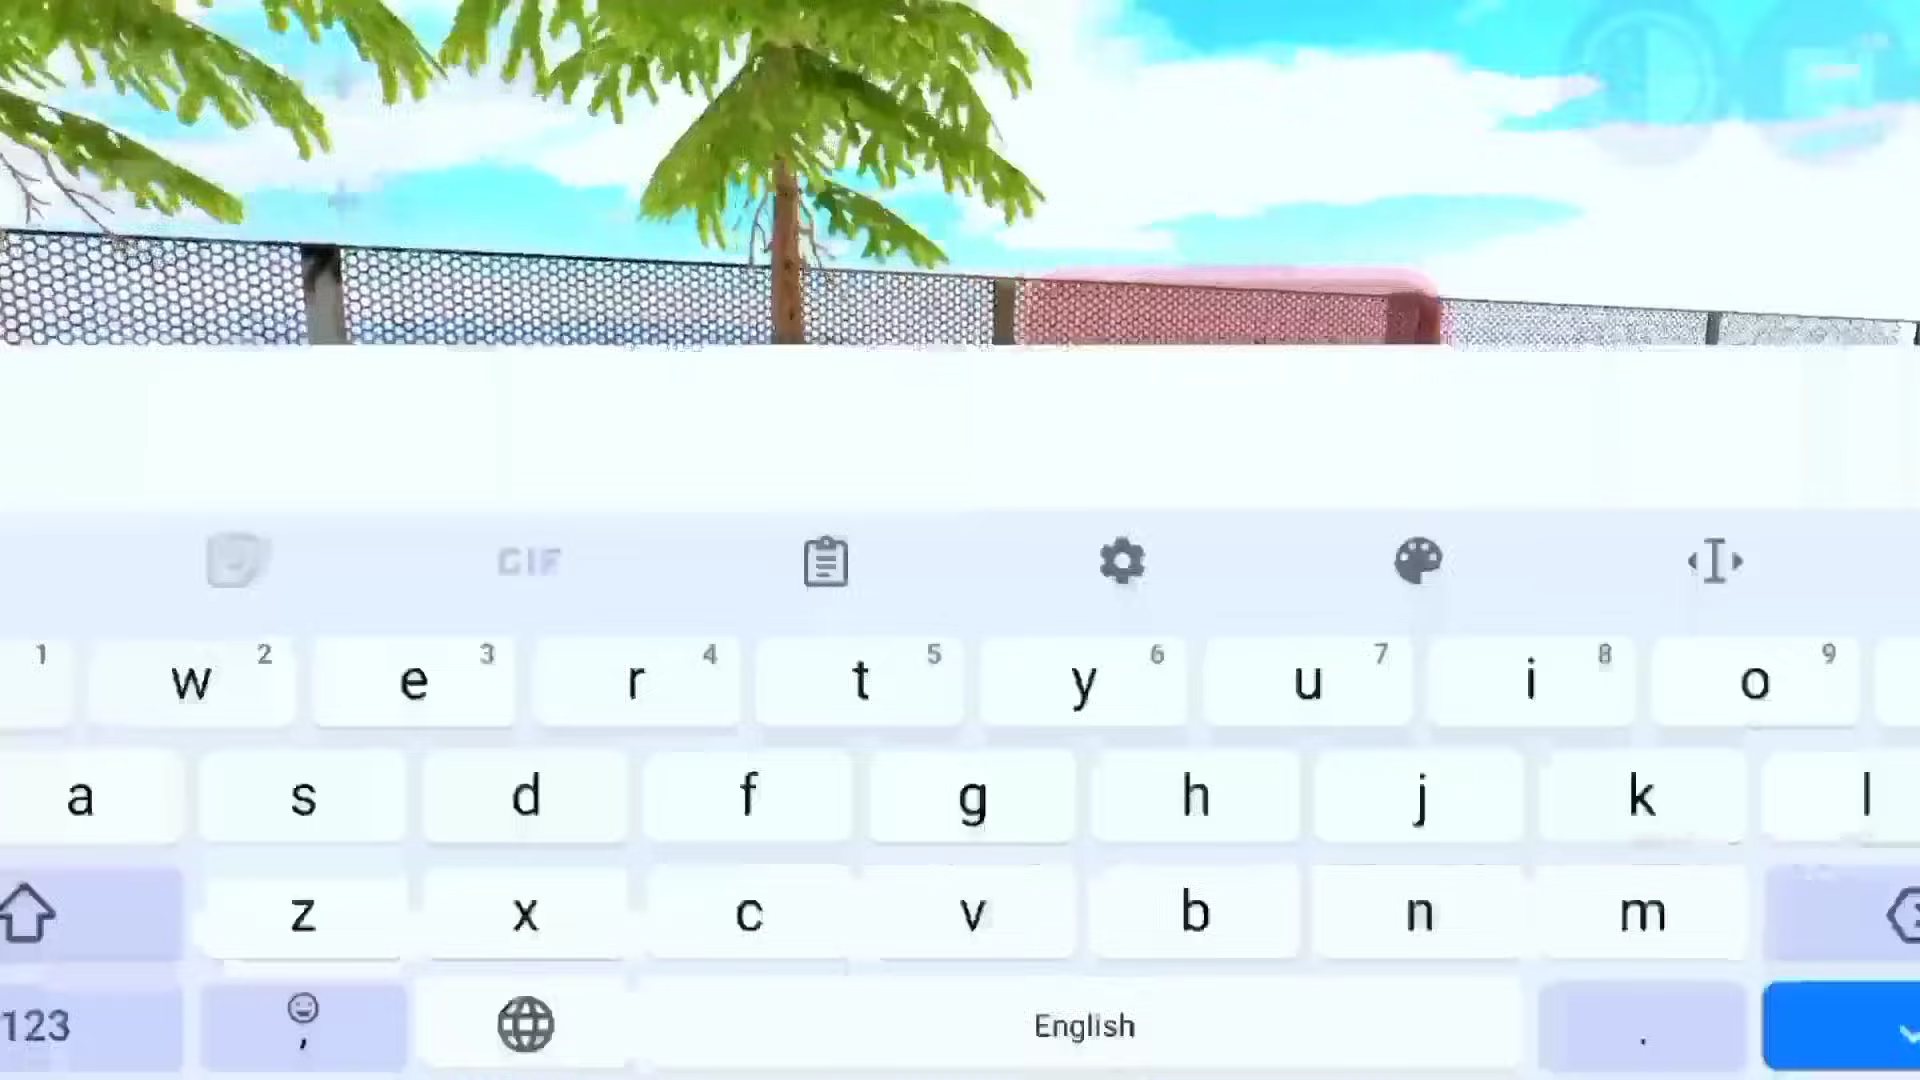 GIF
1 2 3 4 5 6 7 8 9
w e r t y u i o
a s d f g h j k l
z x c v b n m
123 , English .